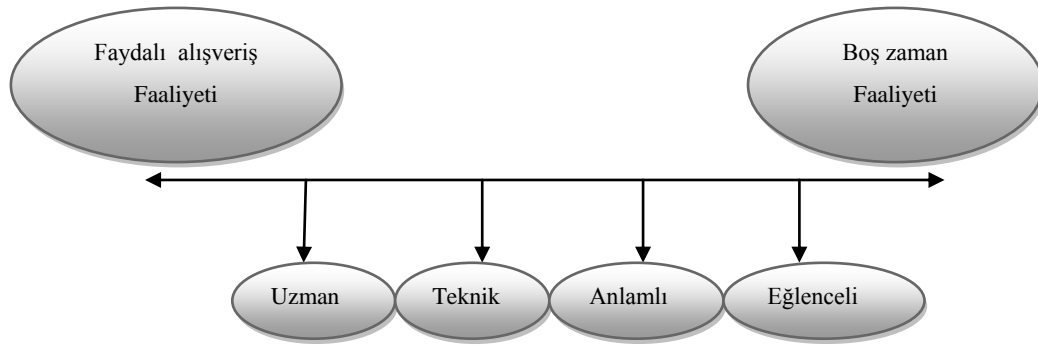 Faydalı alışveriş
Faaliyeti
Boş zaman
Faaliyeti
Uzman
Teknik
Anlamlı
Eğlenceli